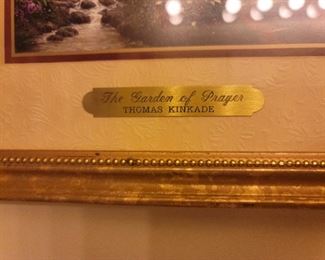 The Garden of Prayer
THOMAS KINKADE